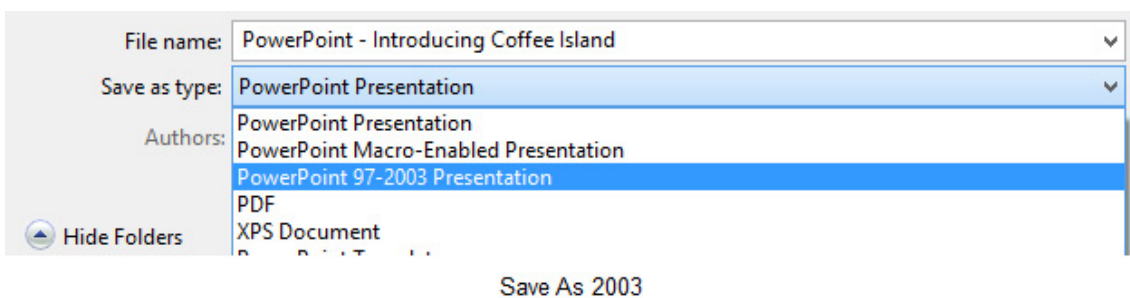 File name: PowerPoint - Introducing Coffee Island
Save as type: PowerPoint Presentation
Authors: PowerPoint Presentation
PowerPoint Macro-Enabled Presentation
PowerPoint 97-2003 Presentation
PDF
Hide Folders XPS Document
Save As 2003